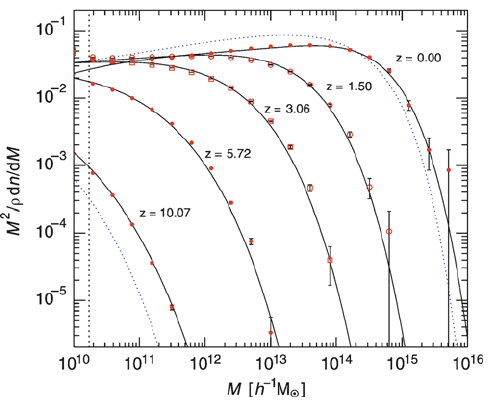 10⁻¹
10⁻²
10⁻³
10⁻⁴
10⁻⁵
M²/ρ dn/dM
z = 0.00
z = 1.50
z = 3.06
z = 5.72
z = 10.07
10¹⁰ 10¹¹ 10¹² 10¹³ 10¹⁴ 10¹⁵ 10¹⁶
M [h⁻¹M☉]